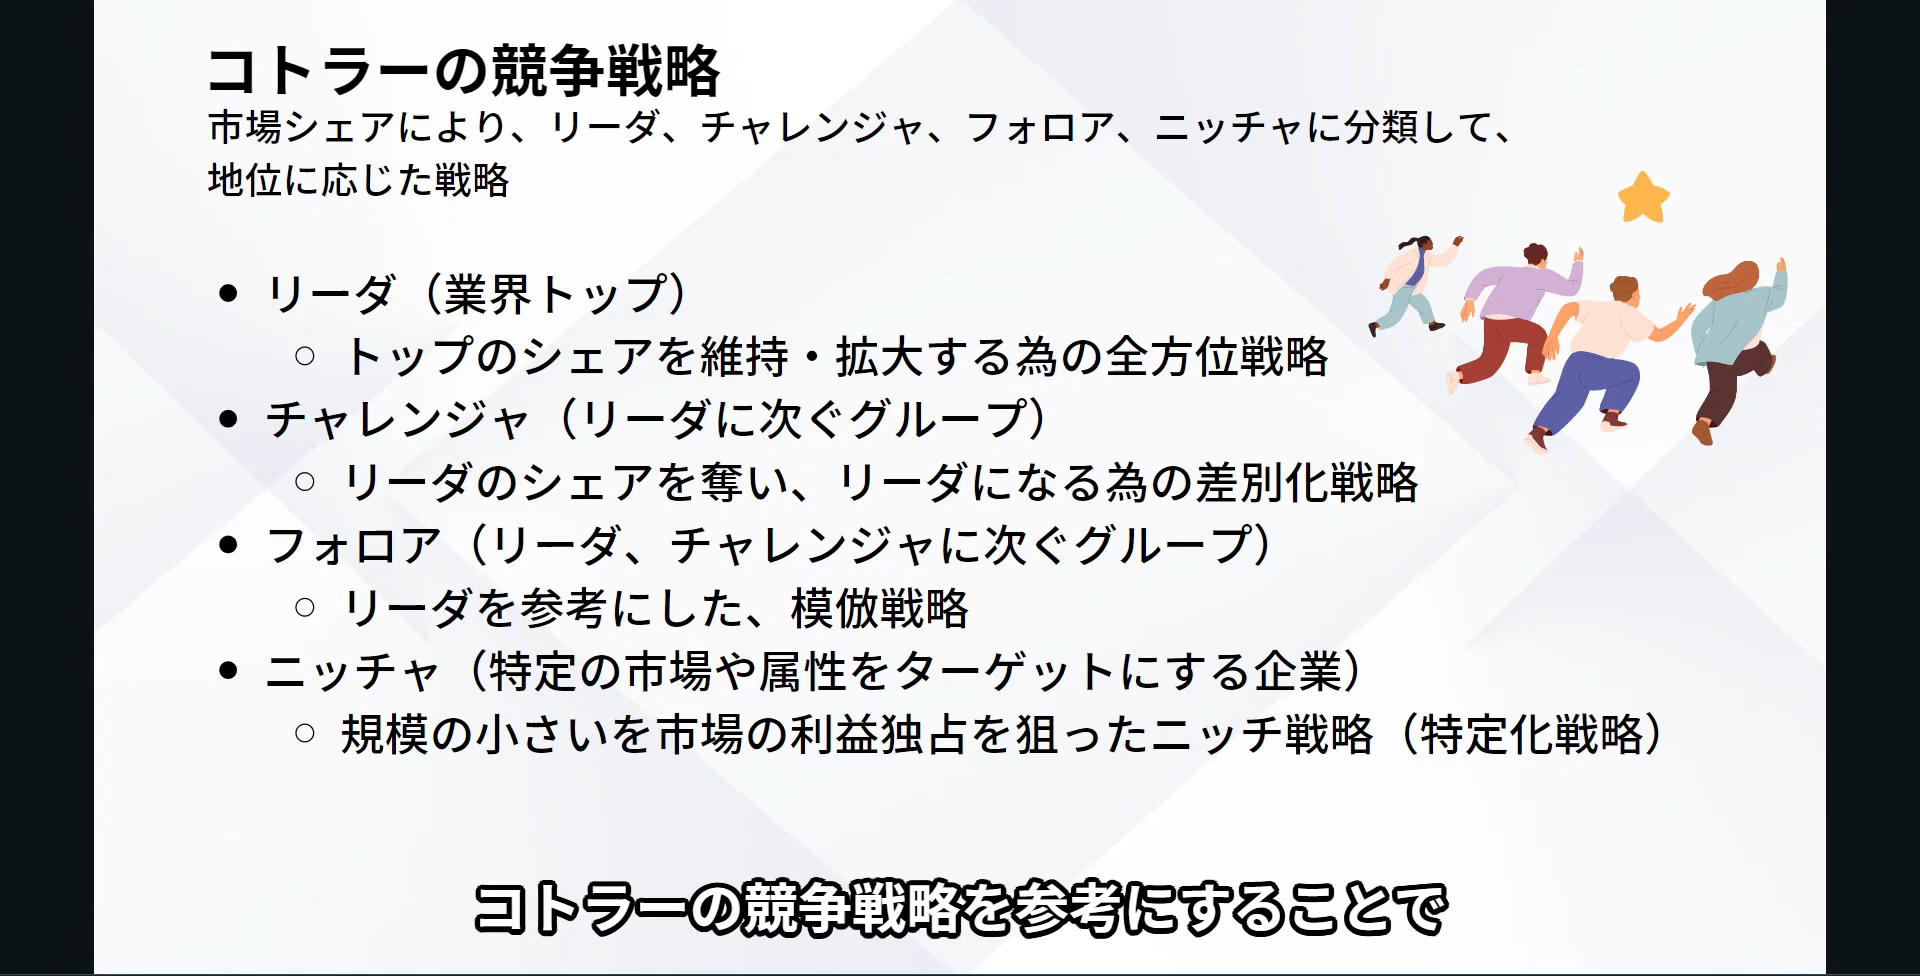 コトラーの競争戦略
市場シェアにより、リーダ、チャレンジャ、フォロア、ニッチャに分類して、
地位に応じた戦略
● リーダ（業界トップ）
○ トップのシェアを維持・拡大する為の全方位戦略
● チャレンジャ（リーダに次ぐグループ）
○ リーダのシェアを奪い、リーダになる為の差別化戦略
● フォロア（リーダ、チャレンジャに次ぐグループ）
○ リーダを参考にした、模倣戦略
● ニッチャ（特定の市場や属性をターゲットにする企業）
○ 規模の小さいを市場の利益独占を狙ったニッチ戦略（特定化戦略）
コトラーの競争戦略を参考にすることで